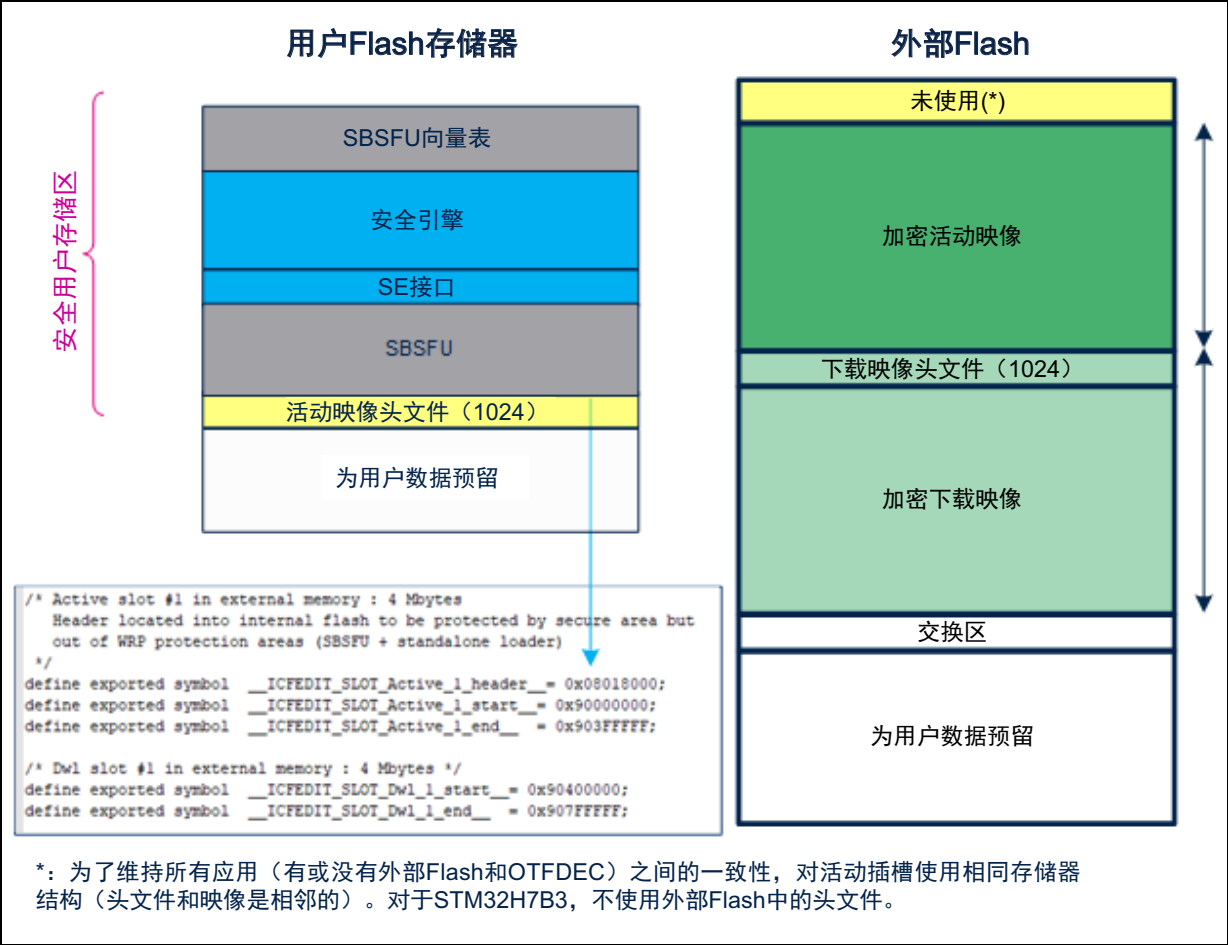 用户Flash存储器
外部Flash
安全用户存储区
SBSFU向量表
安全引擎
SE接口
SBSFU
活动映像头文件（1024）
为用户数据预留
未使用(*)
加密活动映像
下载映像头文件（1024）
加密下载映像
交换区
为用户数据预留
/* Active slot #1 in external memory : 4 Mbytes
Header located into internal flash to be protected by secure area but
out of WRP protection areas (SBSFU + standalone loader)
*/
define exported symbol __ICFEDIT_SLOT_Active_1_header__= 0x08018000;
define exported symbol __ICFEDIT_SLOT_Active_1_start__= 0x90000000;
define exported symbol __ICFEDIT_SLOT_Active_1_end__ = 0x903FFFFF;
/* Dwl slot #1 in external memory : 4 Mbytes */
define exported symbol __ICFEDIT_SLOT_Dwl_1_start__= 0x90400000;
define exported symbol __ICFEDIT_SLOT_Dwl_1_end__ = 0x907FFFFF;
*：为了维持所有应用（有或没有外部Flash和OTFDEC）之间的一致性，对活动插槽使用相同存储器
结构（头文件和映像是相邻的）。对于STM32H7B3，不使用外部Flash中的头文件。